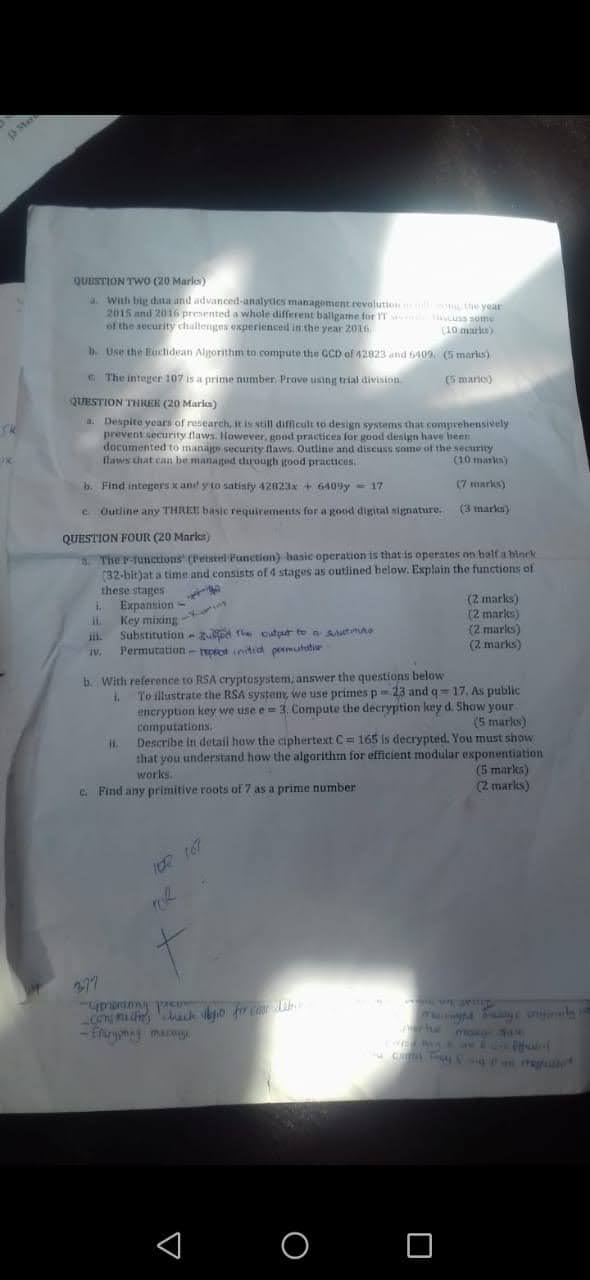 QUESTION TWO (20 Marks)
a. With big data and advanced-analytics management revolution the year
2015 and 2016 presented a whole different ballgame for IT some
of the security challenges experienced in the year 2016. (10 marks)
b. Use the Euclidean Algorithm to compute the GCD of 42823 and 6409. (5 marks)
c. The integer 107 is a prime number. Prove using trial division. (5 marks)
QUESTION THREE (20 Marks)
a. Despite years of research, it is still difficult to design systems that comprehensively
prevent security flaws. However, good practices for good design have been
documented to manage security flaws. Outline and discuss some of the security
flaws that can be managed through good practices. (10 marks)
b. Find integers x and y to satisfy 42823x + 6409y = 17 (7 marks)
c. Outline any THREE basic requirements for a good digital signature. (3 marks)
QUESTION FOUR (20 Marks)
a. The F-functions' (Feistel Function) basic operation is that is operates on half a block
(32-bit)at a time and consists of 4 stages as outlined below. Explain the functions of
these stages
i. Expansion - (2 marks)
ii. Key mixing - (2 marks)
iii. Substitution - the output to a (2 marks)
iv. Permutation - repeat initial permutation (2 marks)
b. With reference to RSA cryptosystem, answer the questions below
i. To illustrate the RSA system, we use primes p = 23 and q = 17. As public
encryption key we use e = 3. Compute the decryption key d. Show your
computations. (5 marks)
ii. Describe in detail how the ciphertext C = 165 is decrypted. You must show
that you understand how the algorithm for efficient modular exponentiation
works. (5 marks)
c. Find any primitive roots of 7 as a prime number (2 marks)
107
377
check for error
- Encrypting message